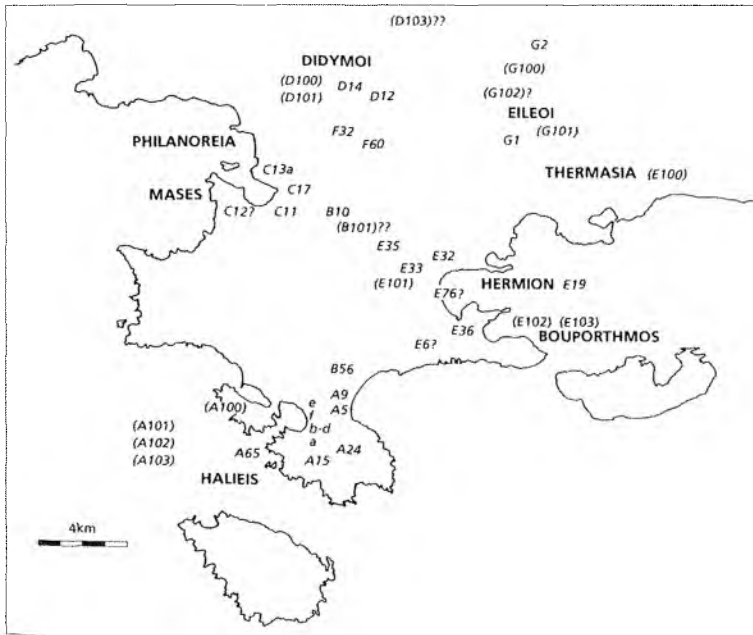 (D103)??
G2
DIDYMOI
(D100) D14
(G100)
(D101) D12
(G102)?
EILEOI
F32
(G101)
PHILANOREIA
F60
G1
C13a
THERMASIA (E100)
C17
MASES
C12? C11 B10
(B101)??
E35
E32
E33
(E101)
HERMION E19
E76?
E36
(E102) (E103)
BOUPORTHMOS
E6?
B56
A9
e
(A100)
A5
f
(A101)
b-d
(A102)
a
A24
A65
(A103)
A15
HALIEIS
4km